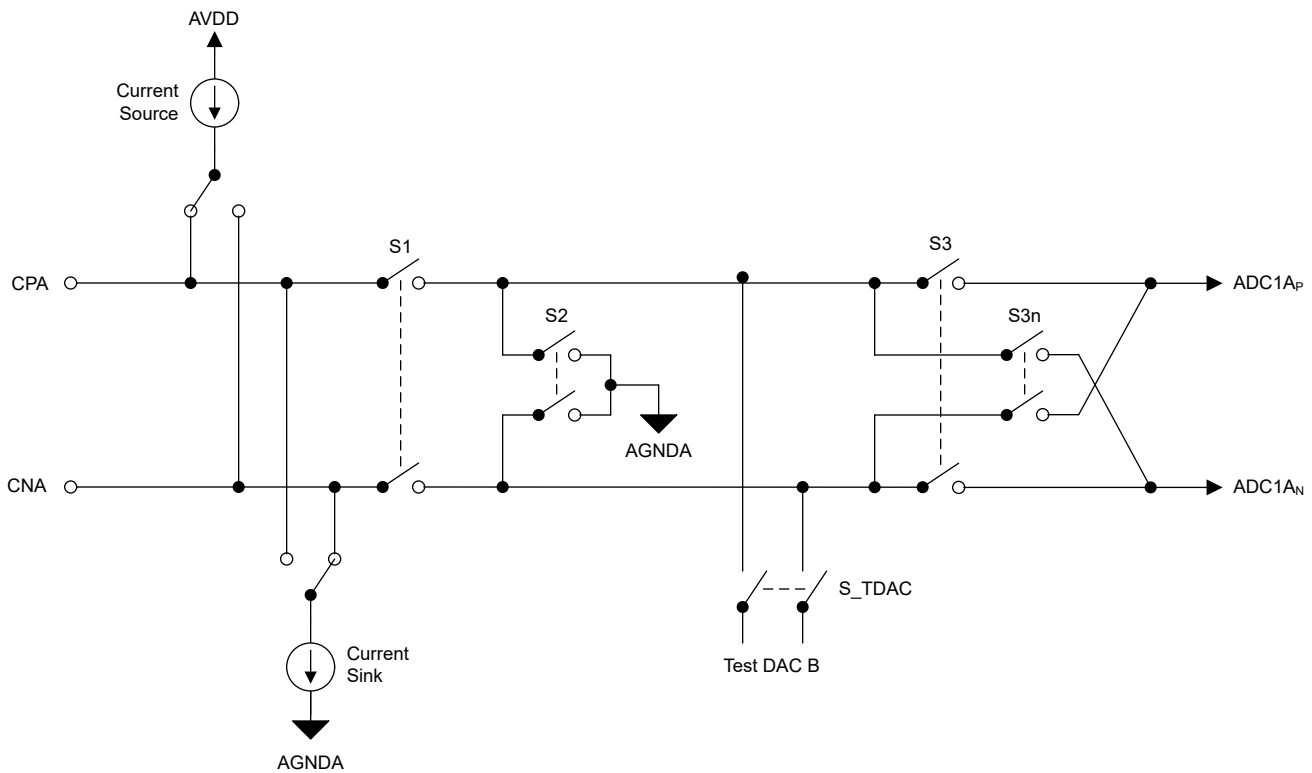 AVDD
Current
Source
S1
S3
CPA
ADC1AP
S2
S3n
AGNDA
CNA
ADC1AN
S_TDAC
Current
Sink
Test DAC B
AGNDA